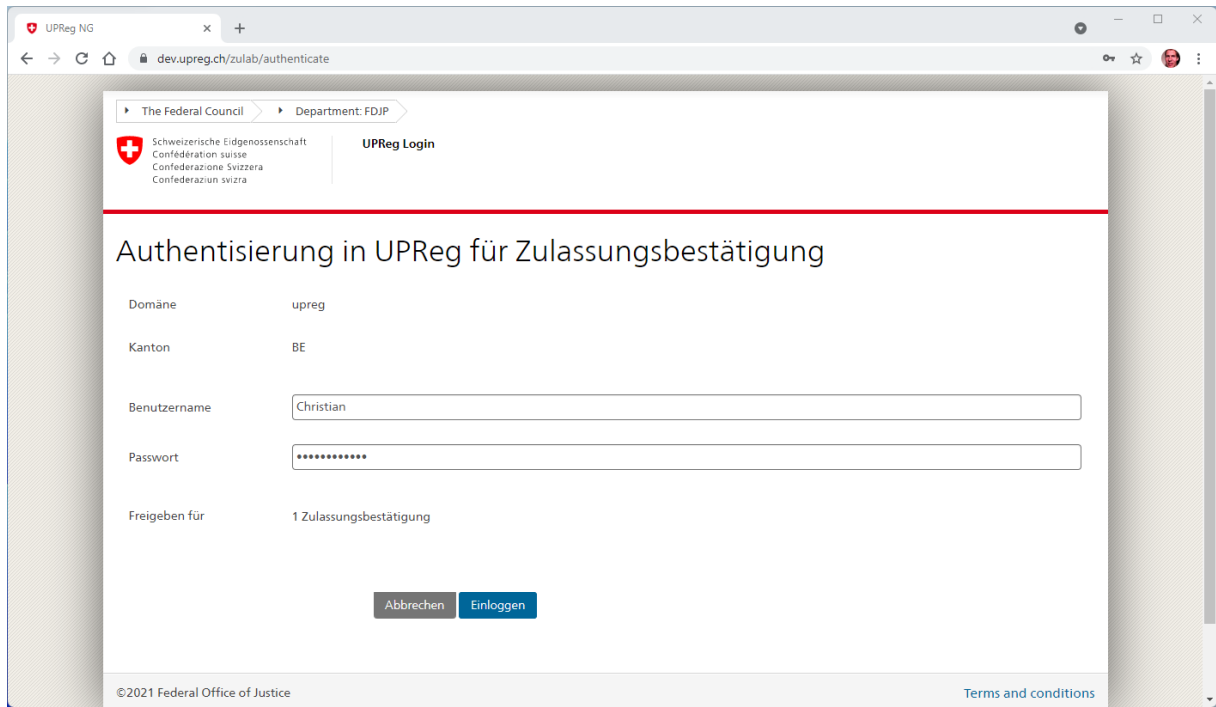 UPReg NG
dev.upreg.ch/zulab/authenticate
The Federal Council Department: FDJP
Schweizerische Eidgenossenschaft
Confédération suisse
Confederazione Svizzera
Confederaziun svizra
UPReg Login
Authentisierung in UPReg für Zulassungsbestätigung
Domäne upreg
Kanton BE
Benutzername Christian
Passwort ••••••••••••
Freigeben für 1 Zulassungsbestätigung
Abbrechen Einloggen
©2021 Federal Office of Justice Terms and conditions